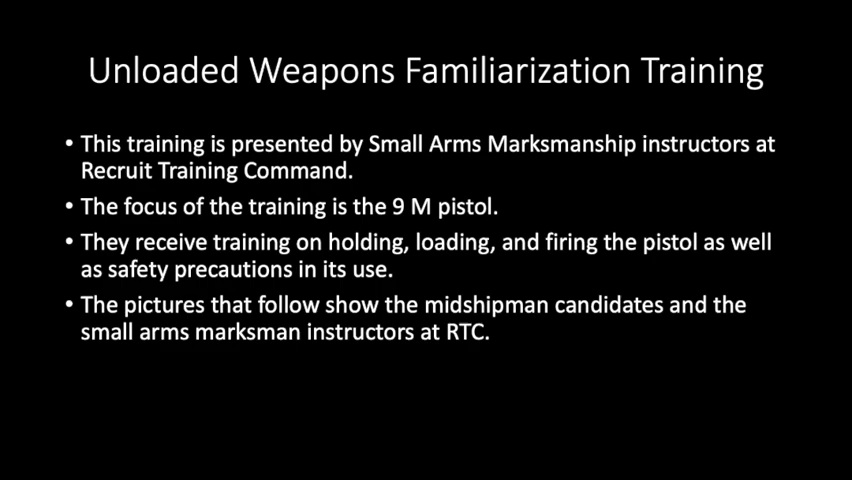 Unloaded Weapons Familiarization Training
• This training is presented by Small Arms Marksmanship instructors at
Recruit Training Command.
• The focus of the training is the 9 M pistol.
• They receive training on holding, loading, and firing the pistol as well
as safety precautions in its use.
• The pictures that follow show the midshipman candidates and the
small arms marksman instructors at RTC.